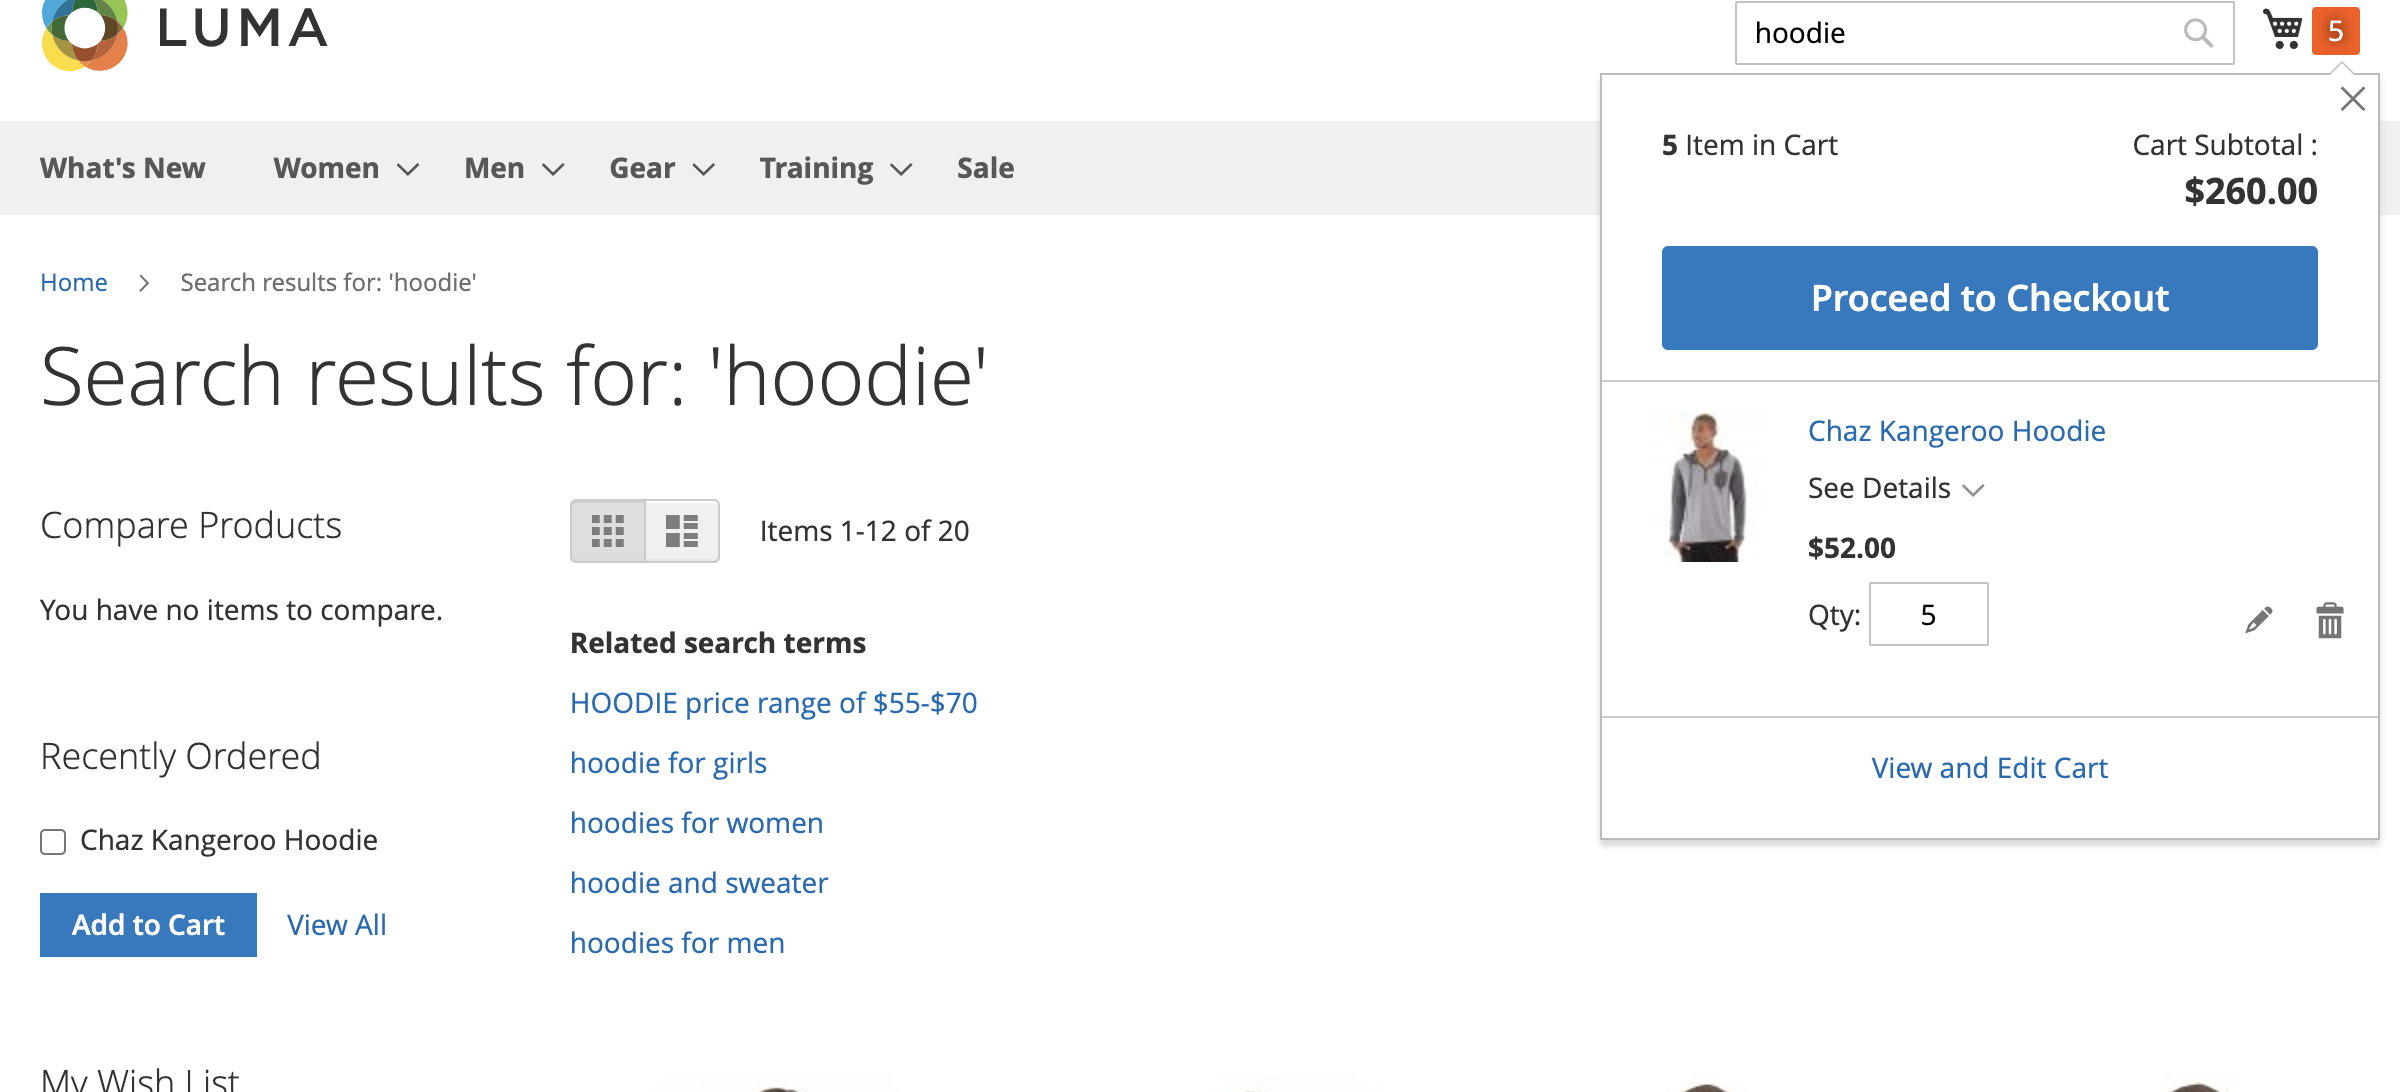 LUMA
hoodie
5
What's New
Women
Men
Gear
Training
Sale
5 Item in Cart
Cart Subtotal :
$260.00
Proceed to Checkout
Chaz Kangeroo Hoodie
See Details
$52.00
Qty: 5
View and Edit Cart
Home
Search results for: 'hoodie'
Search results for: 'hoodie'
Compare Products
You have no items to compare.
Recently Ordered
Chaz Kangeroo Hoodie
Add to Cart
View All
My Wish List
Items 1-12 of 20
Related search terms
HOODIE price range of $55-$70
hoodie for girls
hoodies for women
hoodie and sweater
hoodies for men